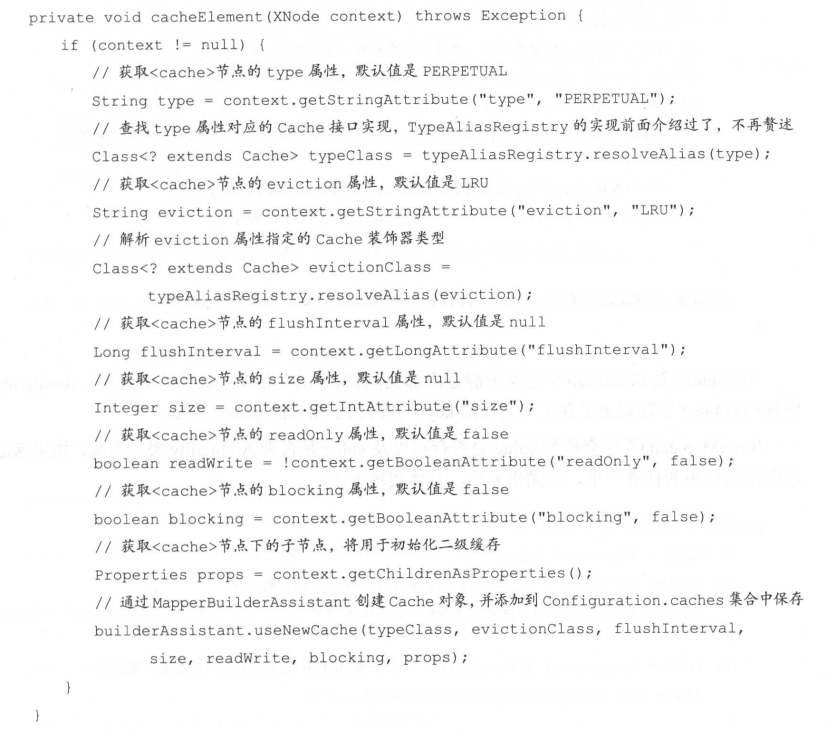 private void cacheElement(XNode context) throws Exception {
if (context != null) {
// 获取<cache>节点的 type 属性，默认值是 PERPETUAL
String type = context.getStringAttribute("type", "PERPETUAL");
// 查找 type 属性对应的 Cache 接口实现，TypeAliasRegistry 的实现前面介绍过了，不再赘述
Class<? extends Cache> typeClass = typeAliasRegistry.resolveAlias(type);
// 获取<cache>节点的 eviction 属性，默认值是 LRU
String eviction = context.getStringAttribute("eviction", "LRU");
// 解析 eviction 属性指定的 Cache 装饰器类型
Class<? extends Cache> evictionClass =
typeAliasRegistry.resolveAlias(eviction);
// 获取<cache>节点的 flushInterval 属性，默认值是 null
Long flushInterval = context.getLongAttribute("flushInterval");
// 获取<cache>节点的 size 属性，默认值是 null
Integer size = context.getIntAttribute("size");
// 获取<cache>节点的 readOnly 属性，默认值是 false
boolean readWrite = !context.getBooleanAttribute("readOnly", false);
// 获取<cache>节点的 blocking 属性，默认值是 false
boolean blocking = context.getBooleanAttribute("blocking", false);
// 获取<cache>节点下的子节点，将用于初始化二级缓存
Properties props = context.getChildrenAsProperties();
// 通过 MapperBuilderAssistant 创建 Cache 对象，并添加到 Configuration.caches 集合中保存
builderAssistant.useNewCache(typeClass, evictionClass, flushInterval,
size, readWrite, blocking, props);
}
}